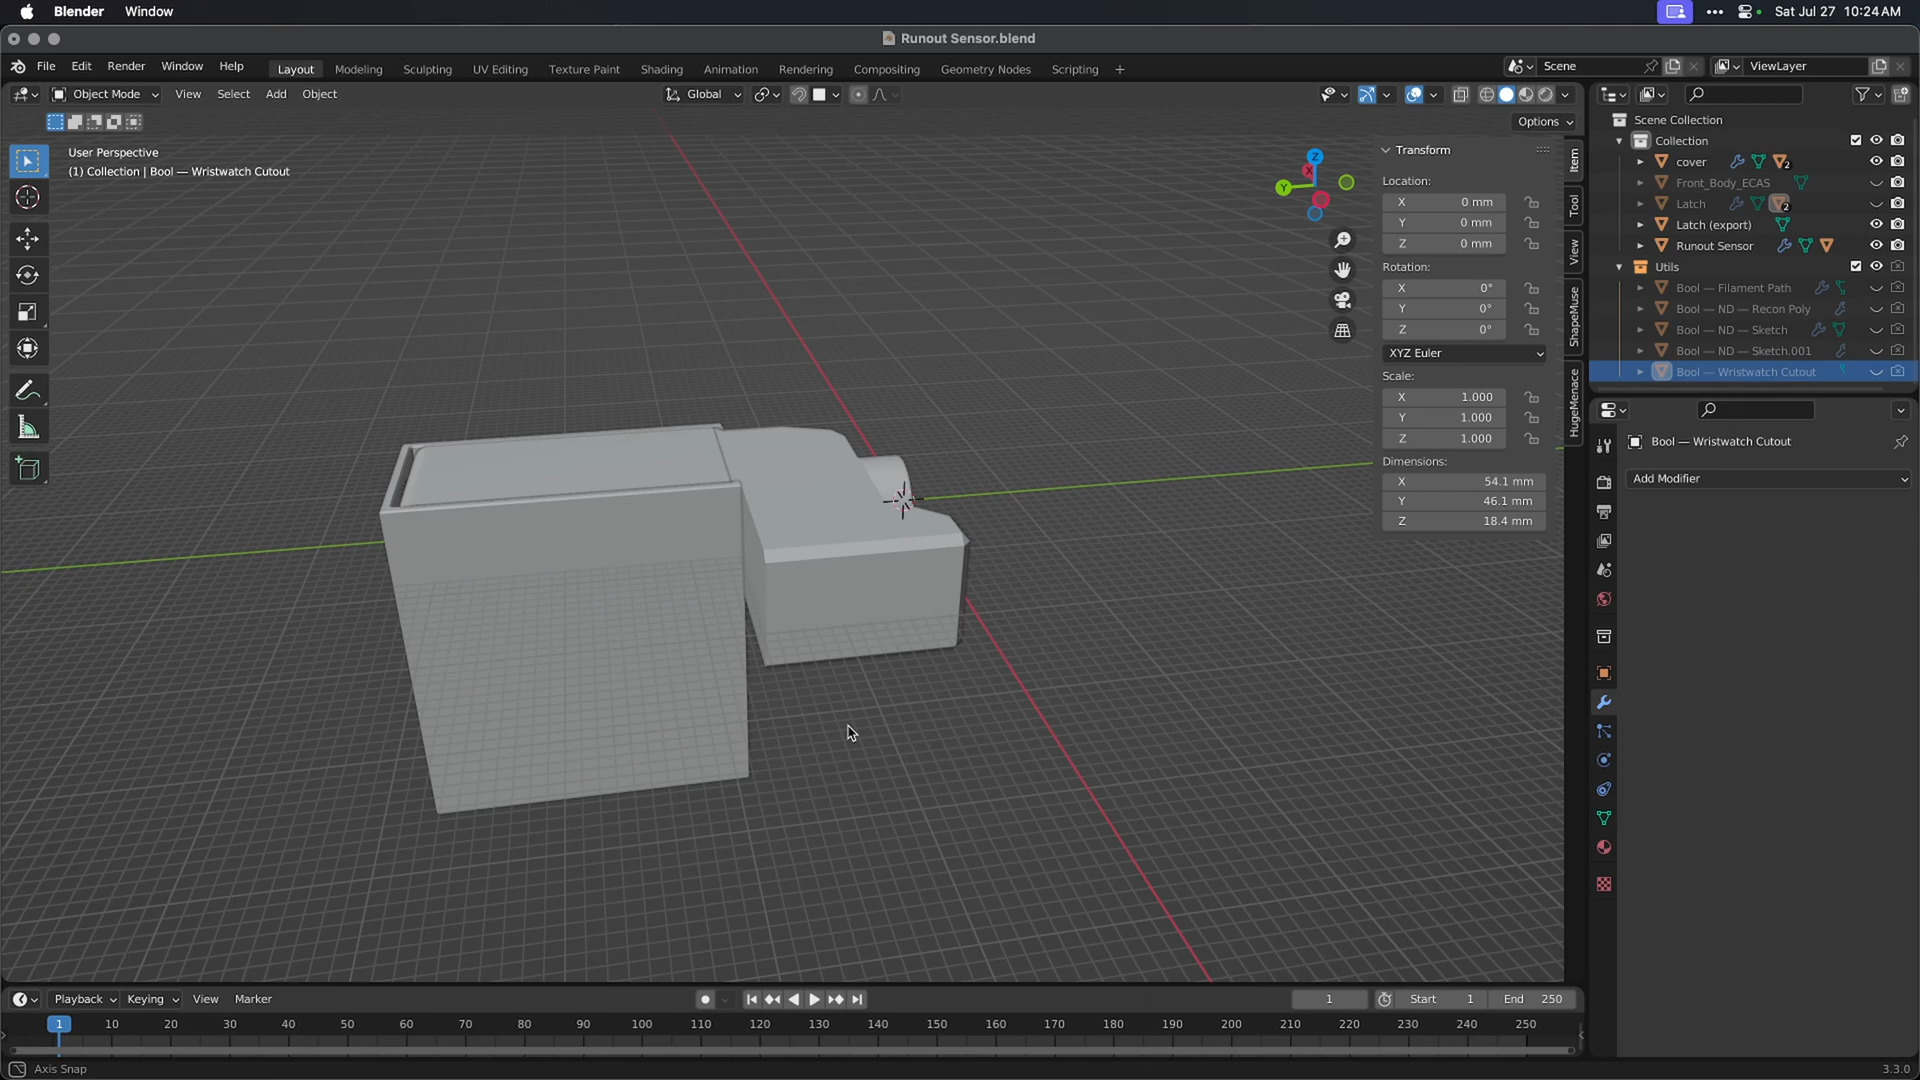 Blender Window Sat Jul 27 10:24 AM
Runout Sensor.blend
File Edit Render Window Help Layout Modeling Sculpting UV Editing Texture Paint Shading Animation Rendering Compositing Geometry Nodes Scripting + Scene ViewLayer
Object Mode View Select Add Object Global
Options
User Perspective
(1) Collection | Bool — Wristwatch Cutout
Z
X
Y
Transform
Location:
X 0 mm
Y 0 mm
Z 0 mm
Rotation:
X 0°
Y 0°
Z 0°
XYZ Euler
Scale:
X 1.000
Y 1.000
Z 1.000
Dimensions:
X 54.1 mm
Y 46.1 mm
Z 18.4 mm
Item
Tool
View
ShapeMuse
HugeMenace
Scene Collection
Collection
cover 2
Front_Body_ECAS
Latch 2
Latch (export)
Runout Sensor
Utils
Bool — Filament Path
Bool — ND — Recon Poly
Bool — ND — Sketch
Bool — ND — Sketch.001
Bool — Wristwatch Cutout
Bool — Wristwatch Cutout
Add Modifier
Playback Keying View Marker 1 Start 1 End 250
1 10 20 30 40 50 60 70 80 90 100 110 120 130 140 150 160 170 180 190 200 210 220 230 240 250
Axis Snap 3.3.0